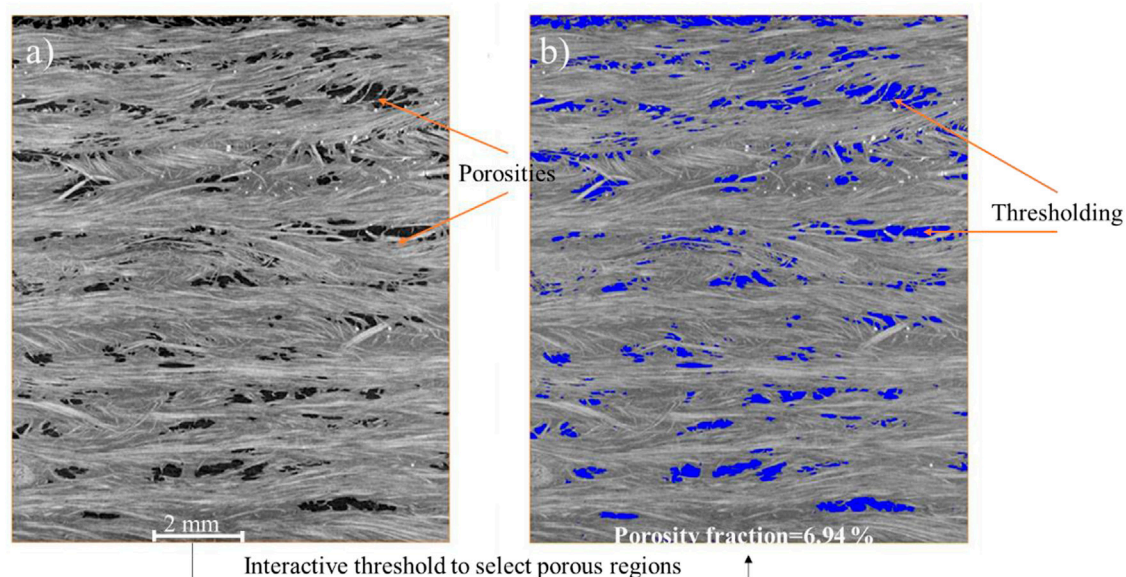 a)
b)
Porosities
Thresholding
2 mm
Porosity fraction=6.94 %
Interactive threshold to select porous regions